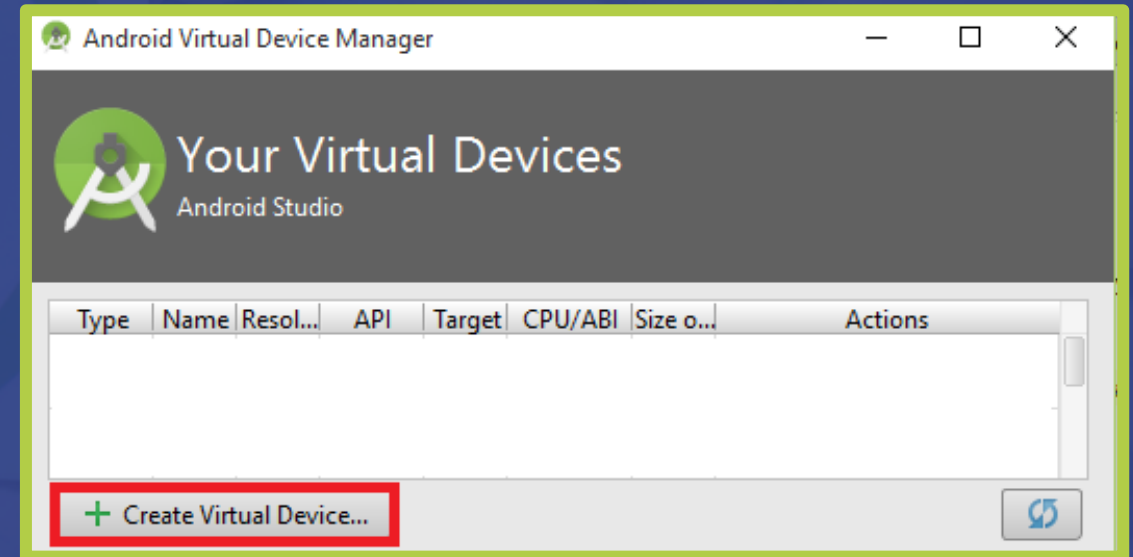 Android Virtual Device Manager
Your Virtual Devices
Android Studio
Type Name Resol... API Target CPU/ABI Size o... Actions
Create Virtual Device...